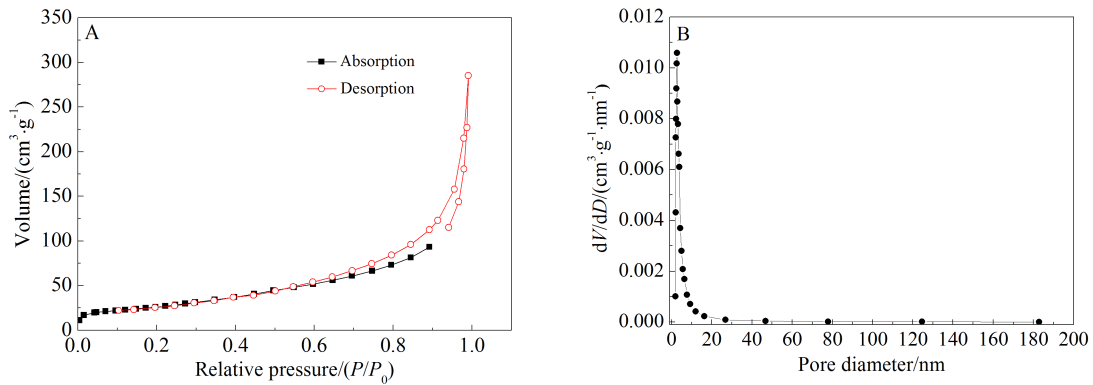 A
Absorption
Desorption
350
300
250
200
150
100
50
0
Volume/(cm³·g⁻¹)
0.0 0.2 0.4 0.6 0.8 1.0
Relative pressure/(P/P₀)
B
0.012
0.010
0.008
0.006
0.004
0.002
0.000
dV/dD/(cm³·g⁻¹·nm⁻¹)
0 20 40 60 80 100 120 140 160 180 200
Pore diameter/nm